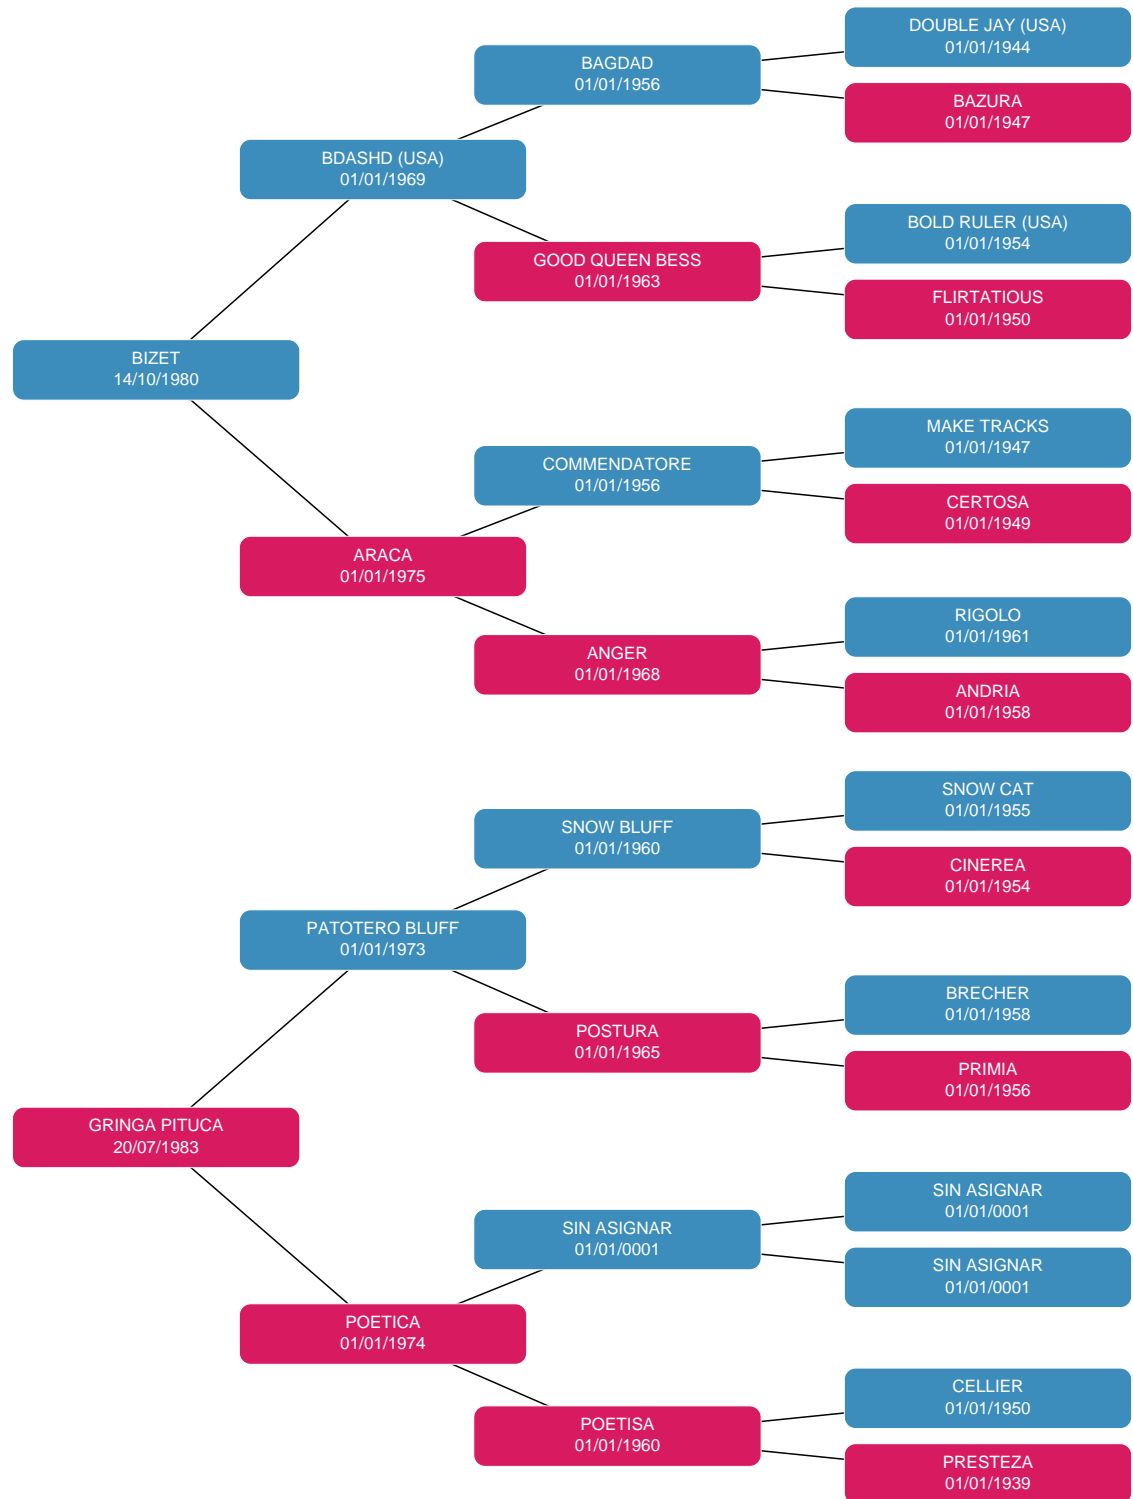 DOUBLE JAY (USA)
01/01/1944
BAGDAD
01/01/1956
BAZURA
01/01/1947
BDASHD (USA)
01/01/1969
BOLD RULER (USA)
01/01/1954
GOOD QUEEN BESS
01/01/1963
FLIRTATIOUS
01/01/1950
BIZET
14/10/1980
MAKE TRACKS
01/01/1947
COMMENDATORE
01/01/1956
CERTOSA
01/01/1949
ARACA
01/01/1975
RIGOLO
01/01/1961
ANGER
01/01/1968
ANDRIA
01/01/1958
SNOW CAT
01/01/1955
SNOW BLUFF
01/01/1960
CINEREA
01/01/1954
PATOTERO BLUFF
01/01/1973
BRECHER
01/01/1958
POSTURA
01/01/1965
PRIMIA
01/01/1956
GRINGA PITUCA
20/07/1983
SIN ASIGNAR
01/01/0001
SIN ASIGNAR
01/01/0001
SIN ASIGNAR
01/01/0001
POETICA
01/01/1974
CELLIER
01/01/1950
POETISA
01/01/1960
PRESTEZA
01/01/1939